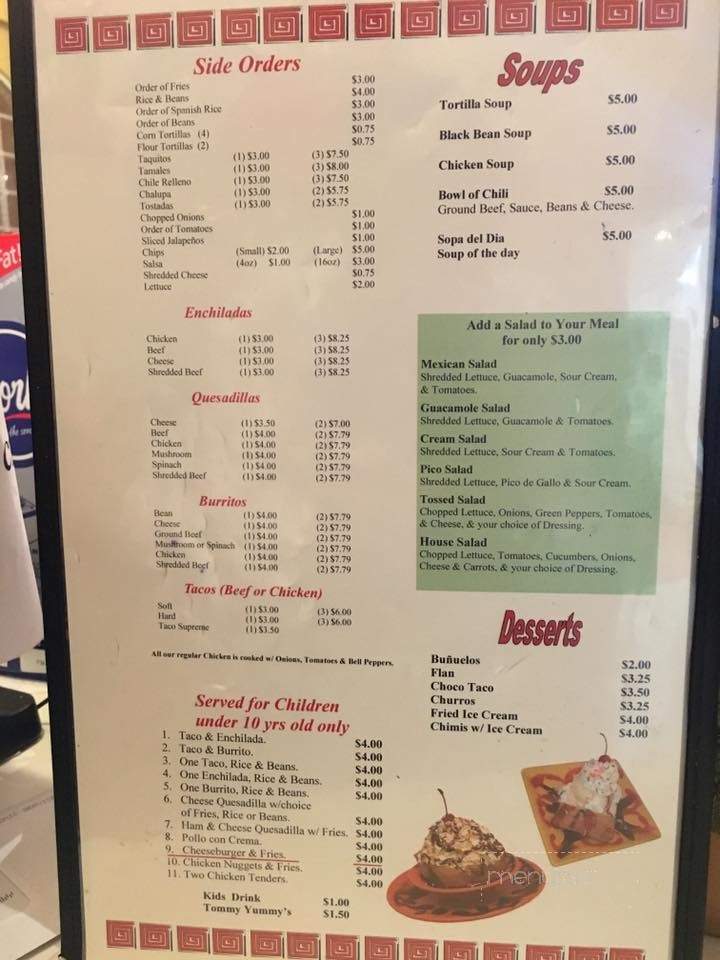 Side Orders
Order of Fries $3.00
Rice & Beans $4.00
Order of Spanish Rice $3.00
Order of Beans $3.00
Corn Tortillas (4) $0.75
Flour Tortillas (2) $0.75
Taquitos (1) $3.00 (3) $7.50
Tamales (1) $3.00 (3) $8.00
Chile Relleno (1) $3.00 (3) $7.50
Chalupa (1) $3.00 (2) $5.75
Tostadas (1) $3.00 (2) $5.75
Chopped Onions $1.00
Order of Tomatoes $1.00
Sliced Jalapeños $1.00
Chips (Small) $2.00 (Large) $5.00
Salsa (4oz) $1.00 (16oz) $3.00
Shredded Cheese $0.75
Lettuce $2.00
Enchiladas
Chicken (1) $3.00 (3) $8.25
Beef (1) $3.00 (3) $8.25
Cheese (1) $3.00 (3) $8.25
Shredded Beef (1) $3.00 (3) $8.25
Quesadillas
Cheese (1) $3.50 (2) $7.00
Beef (1) $4.00 (2) $7.79
Chicken (1) $4.00 (2) $7.79
Mushroom (1) $4.00 (2) $7.79
Spinach (1) $4.00 (2) $7.79
Shredded Beef (1) $4.00 (2) $7.79
Burritos
Bean (1) $4.00 (2) $7.79
Cheese (1) $4.00 (2) $7.79
Ground Beef (1) $4.00 (2) $7.79
Mushroom or Spinach (1) $4.00 (2) $7.79
Chicken (1) $4.00 (2) $7.79
Shredded Beef (1) $4.00 (2) $7.79
Tacos (Beef or Chicken)
Soft (1) $3.00 (3) $6.00
Hard (1) $3.00 (3) $6.00
Taco Supreme (1) $3.50
All our regular Chicken is cooked w/ Onions, Tomatoes & Bell Peppers.
Served for Children
under 10 yrs old only
1. Taco & Enchilada. $4.00
2. Taco & Burrito. $4.00
3. One Taco, Rice & Beans. $4.00
4. One Enchilada, Rice & Beans. $4.00
5. One Burrito, Rice & Beans. $4.00
6. Cheese Quesadilla w/choice
of Fries, Rice or Beans. $4.00
7. Ham & Cheese Quesadilla w/ Fries. $4.00
8. Pollo con Crema. $4.00
9. Cheeseburger & Fries. $4.00
10. Chicken Nuggets & Fries. $4.00
11. Two Chicken Tenders. $4.00
Kids Drink $1.00
Tommy Yummy's $1.50
Soups
Tortilla Soup $5.00
Black Bean Soup $5.00
Chicken Soup $5.00
Bowl of Chili $5.00
Ground Beef, Sauce, Beans & Cheese.
Sopa del Dia $5.00
Soup of the day
Add a Salad to Your Meal
for only $3.00
Mexican Salad
Shredded Lettuce, Guacamole, Sour Cream,
& Tomatoes.
Guacamole Salad
Shredded Lettuce, Guacamole & Tomatoes.
Cream Salad
Shredded Lettuce, Sour Cream & Tomatoes.
Pico Salad
Shredded Lettuce, Pico de Gallo & Sour Cream.
Tossed Salad
Chopped Lettuce, Onions, Green Peppers, Tomatoes,
& Cheese, & your choice of Dressing.
House Salad
Chopped Lettuce, Tomatoes, Cucumbers, Onions,
Cheese & Carrots, & your choice of Dressing.
Desserts
Buñuelos $2.00
Flan $3.25
Choco Taco $3.50
Churros $3.25
Fried Ice Cream $4.00
Chimis w/ Ice Cream $4.00